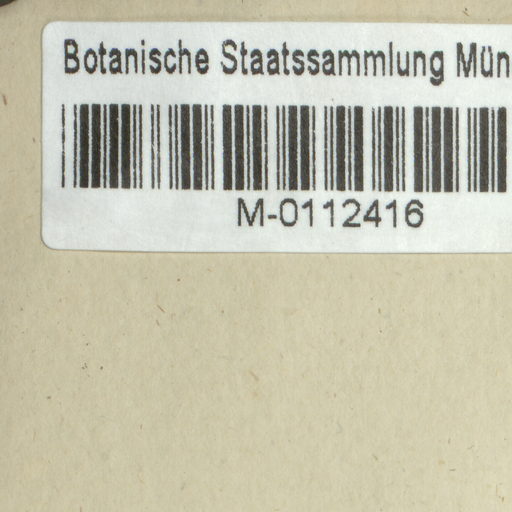 Botanische Staatssammlung Mün
M-0112416